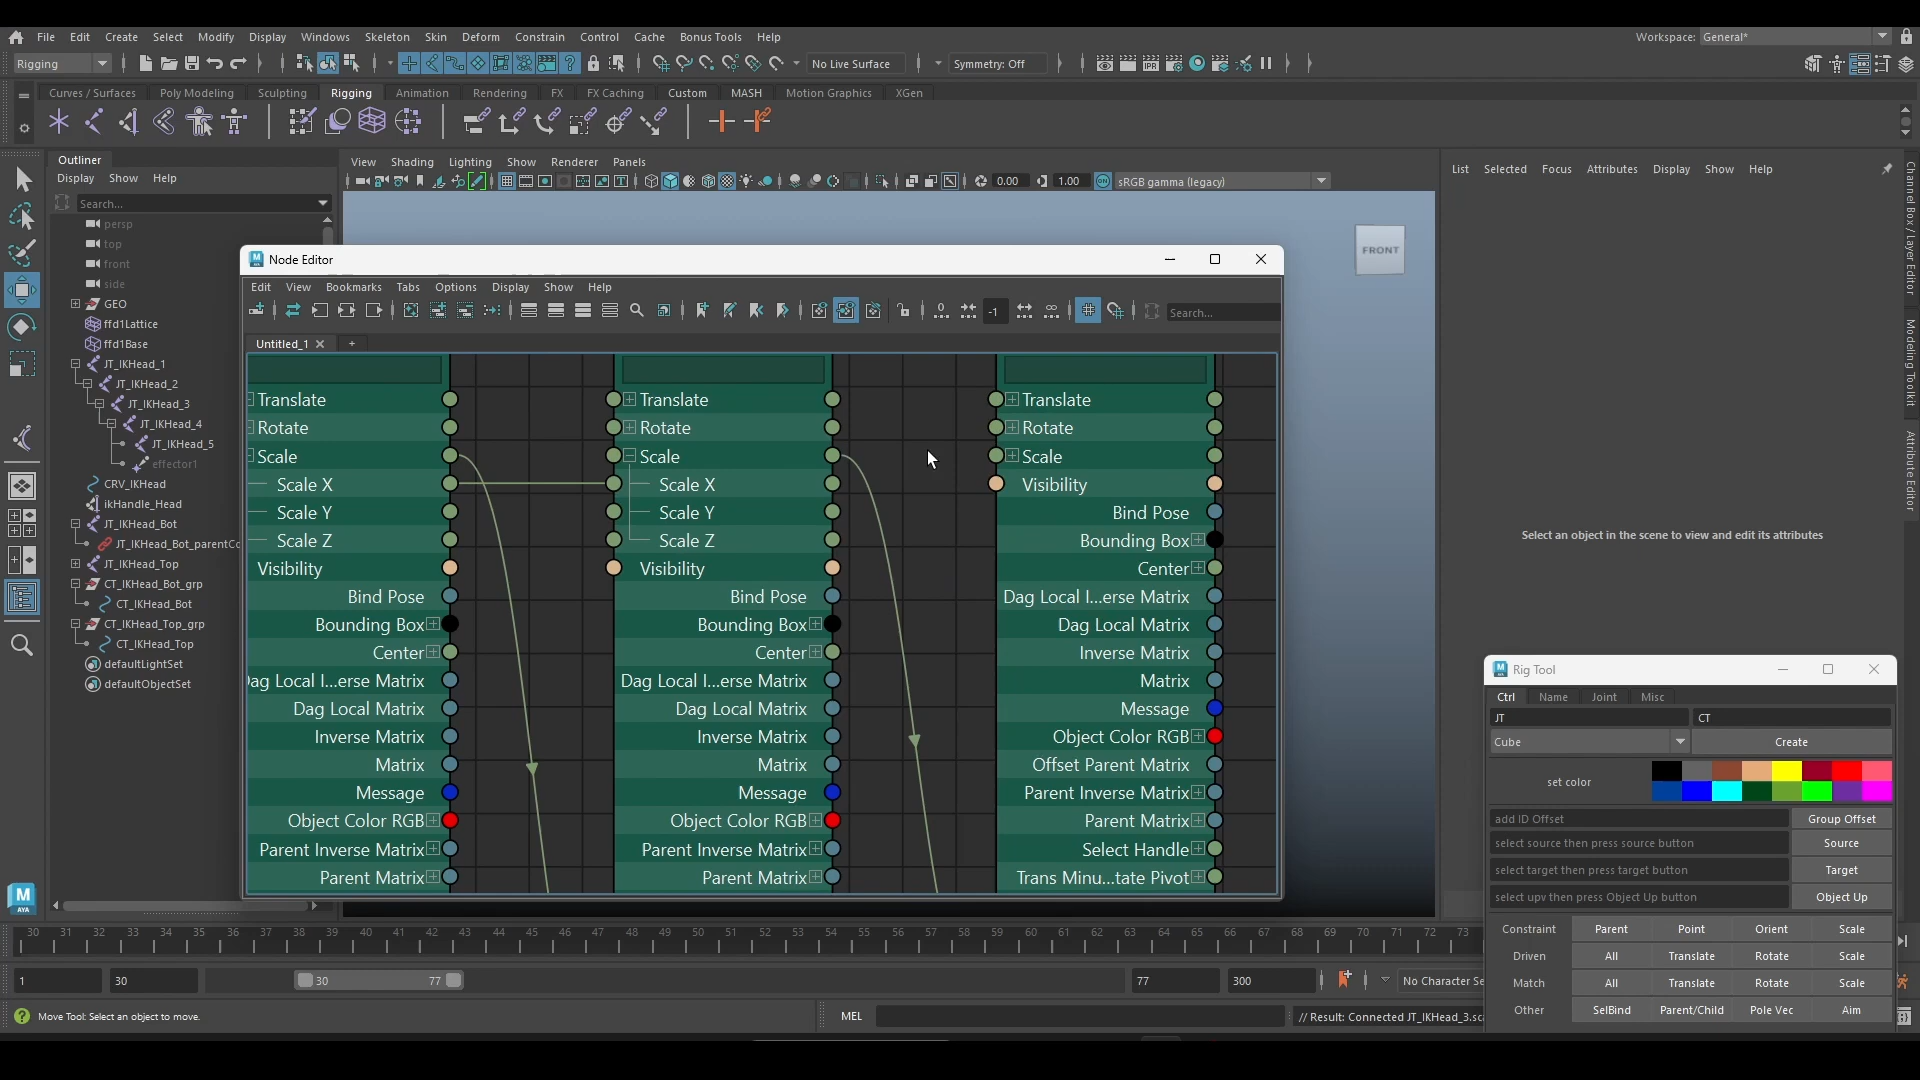 File Edit Create Select Modify Display Windows Skeleton Skin Deform Constrain Control Cache Bonus Tools Help Workspace: General*
Rigging No Live Surface Symmetry: Off
Curves / Surfaces Poly Modeling Sculpting Rigging Animation Rendering FX FX Caching Custom MASH Motion Graphics XGen
Outliner
Display Show Help
Search...
persp
top
front
side
GEO
ffd1Lattice
ffd1Base
JT_IKHead_1
JT_IKHead_2
JT_IKHead_3
JT_IKHead_4
JT_IKHead_5
effector1
CRV_IKHead
ikHandle_Head
JT_IKHead_Bot
JT_IKHead_Bot_parentCo
JT_IKHead_Top
CT_IKHead_Bot_grp
CT_IKHead_Bot
CT_IKHead_Top_grp
CT_IKHead_Top
defaultLightSet
defaultObjectSet
View Shading Lighting Show Renderer Panels
0.00 1.00 sRGB gamma (legacy)
FRONT
Node Editor
Edit View Bookmarks Tabs Options Display Show Help
-1 Search...
Untitled_1 +
Translate
Rotate
Scale
Scale X
Scale Y
Scale Z
Visibility
Bind Pose
Bounding Box
Center
Dag Local I...erse Matrix
Dag Local Matrix
Inverse Matrix
Matrix
Message
Object Color RGB
Parent Inverse Matrix
Parent Matrix
Translate
Rotate
Scale
Scale X
Scale Y
Scale Z
Visibility
Bind Pose
Bounding Box
Center
Dag Local I...erse Matrix
Dag Local Matrix
Inverse Matrix
Matrix
Message
Object Color RGB
Parent Inverse Matrix
Parent Matrix
Translate
Rotate
Scale
Visibility
Bind Pose
Bounding Box
Center
Dag Local I...erse Matrix
Dag Local Matrix
Inverse Matrix
Matrix
Message
Object Color RGB
Offset Parent Matrix
Parent Inverse Matrix
Parent Matrix
Select Handle
Trans Minu...tate Pivot
List Selected Focus Attributes Display Show Help
Select an object in the scene to view and edit its attributes
Channel Box / Layer Editor
Modeling Toolkit
Attribute Editor
Rig Tool
Ctrl Name Joint Misc
JT CT
Cube Create
set color
add ID Offset Group Offset
select source then press source button Source
select target then press target button Target
select upv then press Object Up button Object Up
Constraint Parent Point Orient Scale
Driven All Translate Rotate Scale
Match All Translate Rotate Scale
Other SelBind Parent/Child Pole Vec Aim
30 31 32 33 34 35 36 37 38 39 40 41 42 43 44 45 46 47 48 49 50 51 52 53 54 55 56 57 58 59 60 61 62 63 64 65 66 67 68 69 70 71 72 73
1 30 30 77 77 300 No Character Se
Move Tool: Select an object to move. MEL // Result: Connected JT_IKHead_3.sca